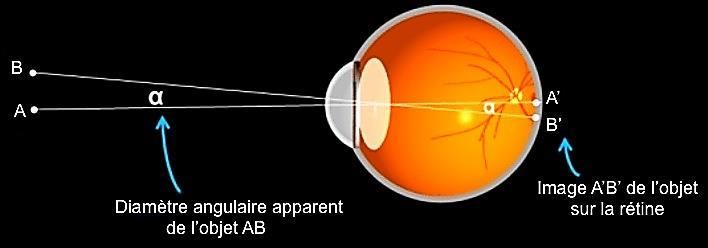 B
A
α
α
A'
B'
Diamètre angulaire apparent
de l'objet AB
Image A'B' de l'objet
sur la rétine